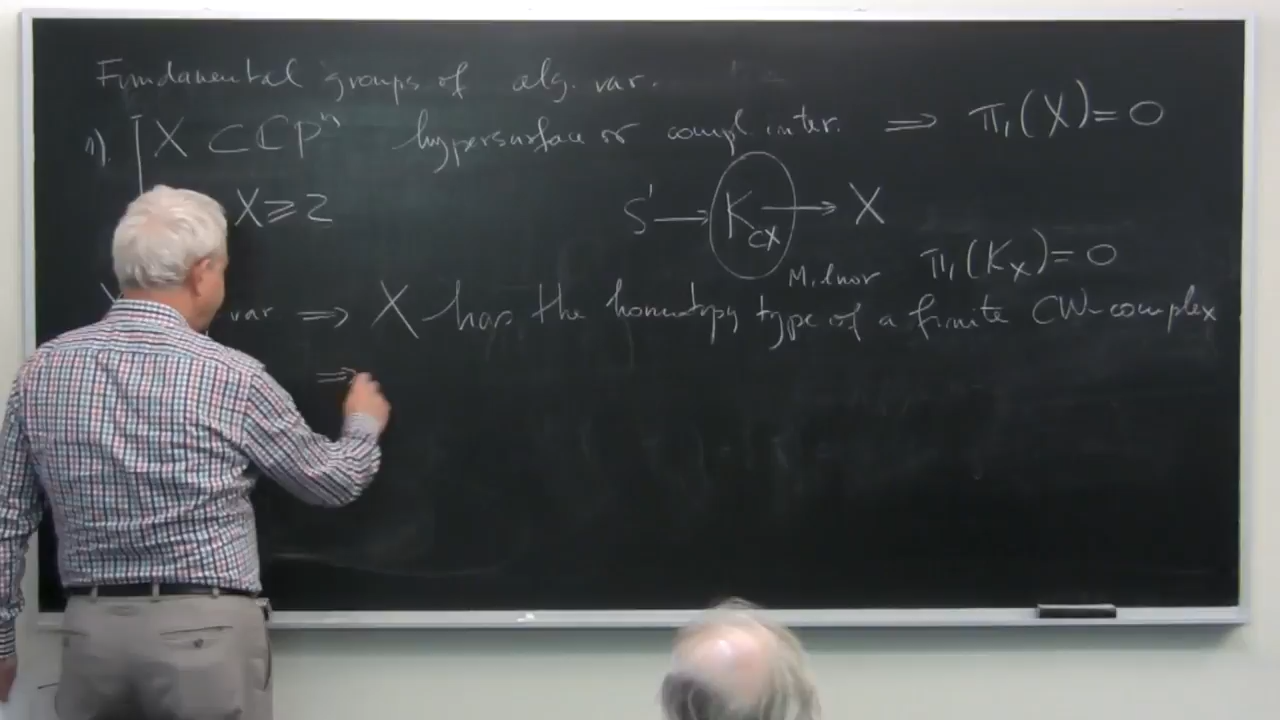 Fundamental groups of alg. var.
1). X ⊂ ℂP^n hypersurface or compl. inter. ⇒ π₁(X) = 0
X ⩾ 2
S¹ → K_CX → X
π₁(K_X) = 0
Milnor
var ⇒ X has the homotopy type of a finite CW-complex
⇒